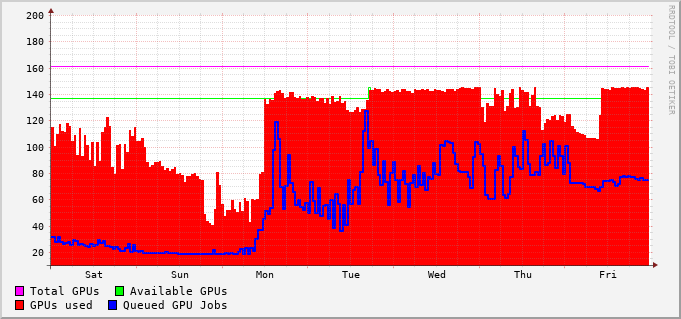 200
180
160
140
120
100
80
60
40
20
Sat Sun Mon Tue Wed Thu Fri
Total GPUs Available GPUs
GPUs used Queued GPU Jobs
RRDTOOL / TOBI OETIKER